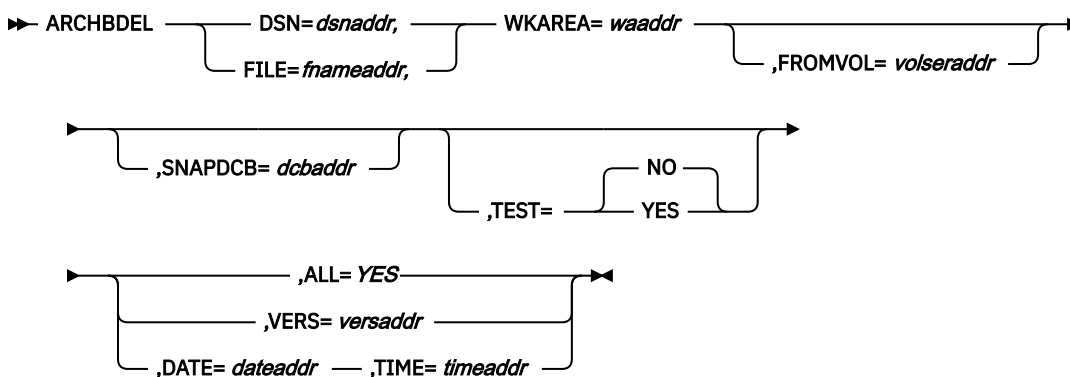 ARCHBDEL DSN= dsnaddr, WKAREA= waaddr
FILE= fnameaddr, ,FROMVOL= volseraddr
,SNAPDCB= dcbaddr NO
,TEST= YES
,ALL= YES
,VERS= versaddr
,DATE= dateaddr ,TIME= timeaddr